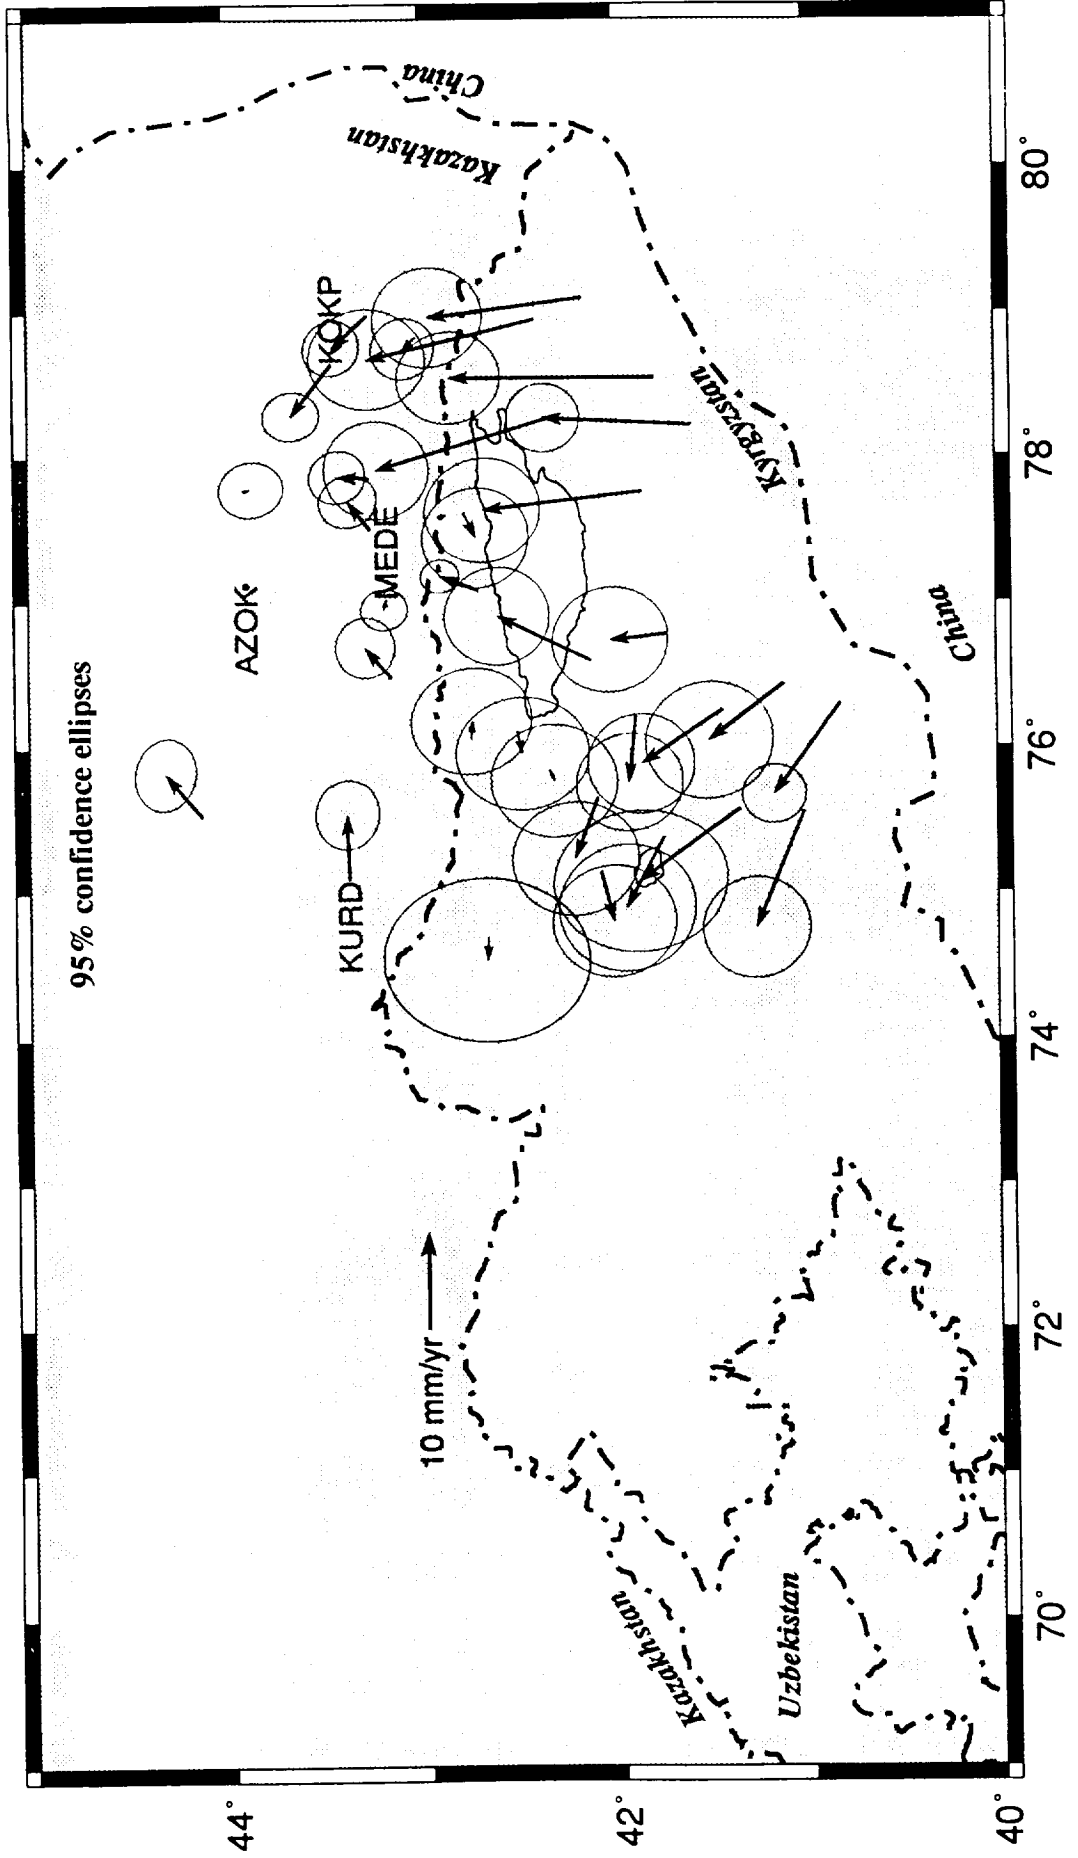 95% confidence ellipses
AZOK
KURD
MEDE
KOKP
China
Kazakhstan
Kyrgyzstan
China
10 mm/yr
Kazakhstan
Uzbekistan
44°
42°
40°
70°
72°
74°
76°
78°
80°